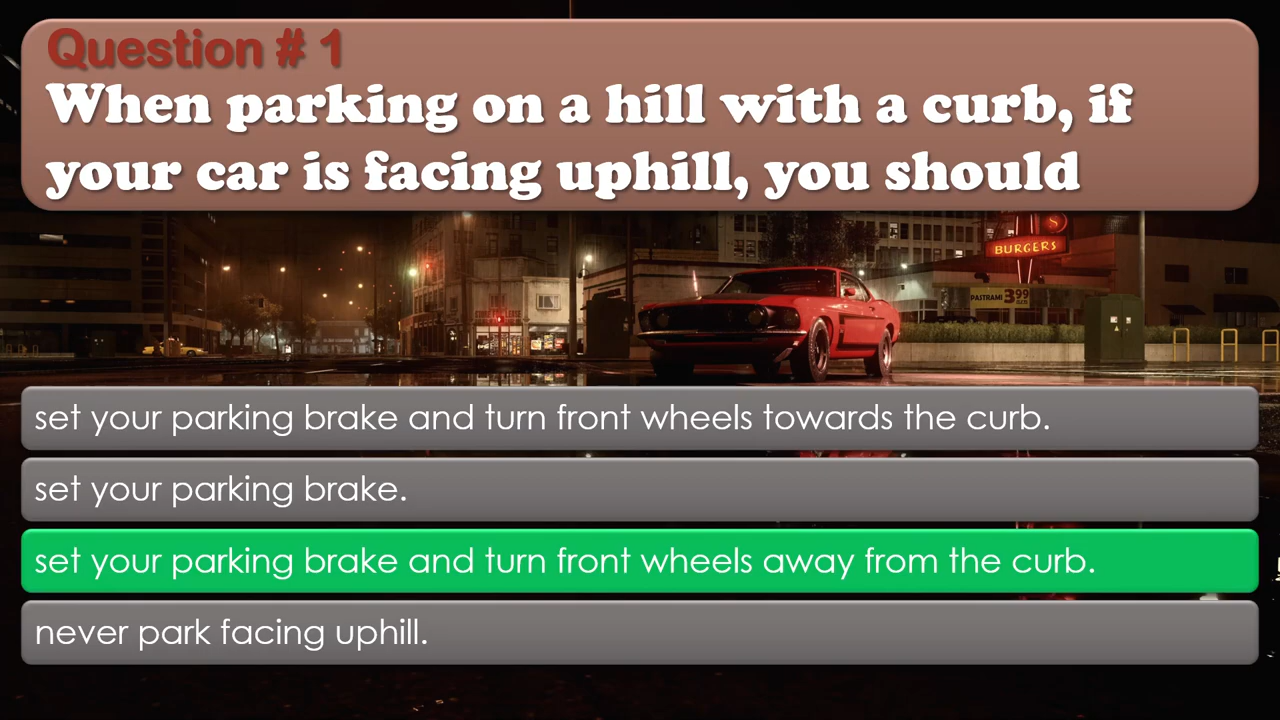 Question # 1
When parking on a hill with a curb, if
your car is facing uphill, you should
S
BURGERS
PASTRAMI 3.99
set your parking brake and turn front wheels towards the curb.
set your parking brake.
set your parking brake and turn front wheels away from the curb.
never park facing uphill.